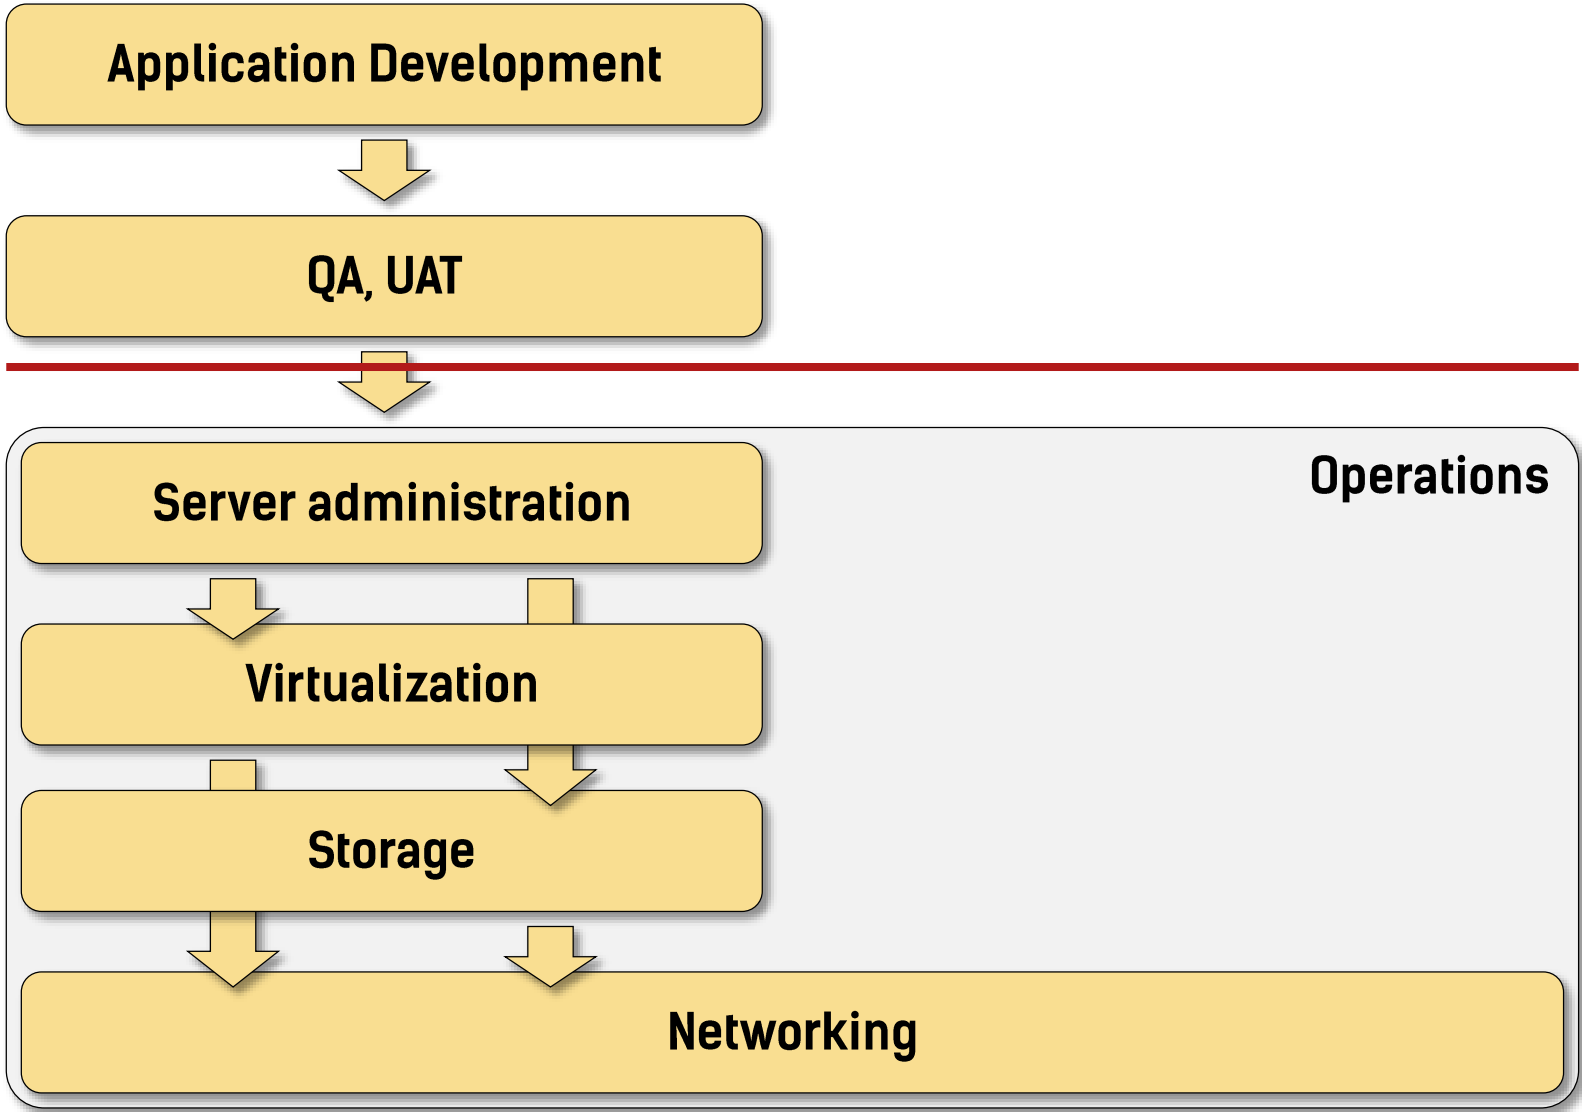 Application Development
QA, UAT
Operations
Server administration
Virtualization
Storage
Networking